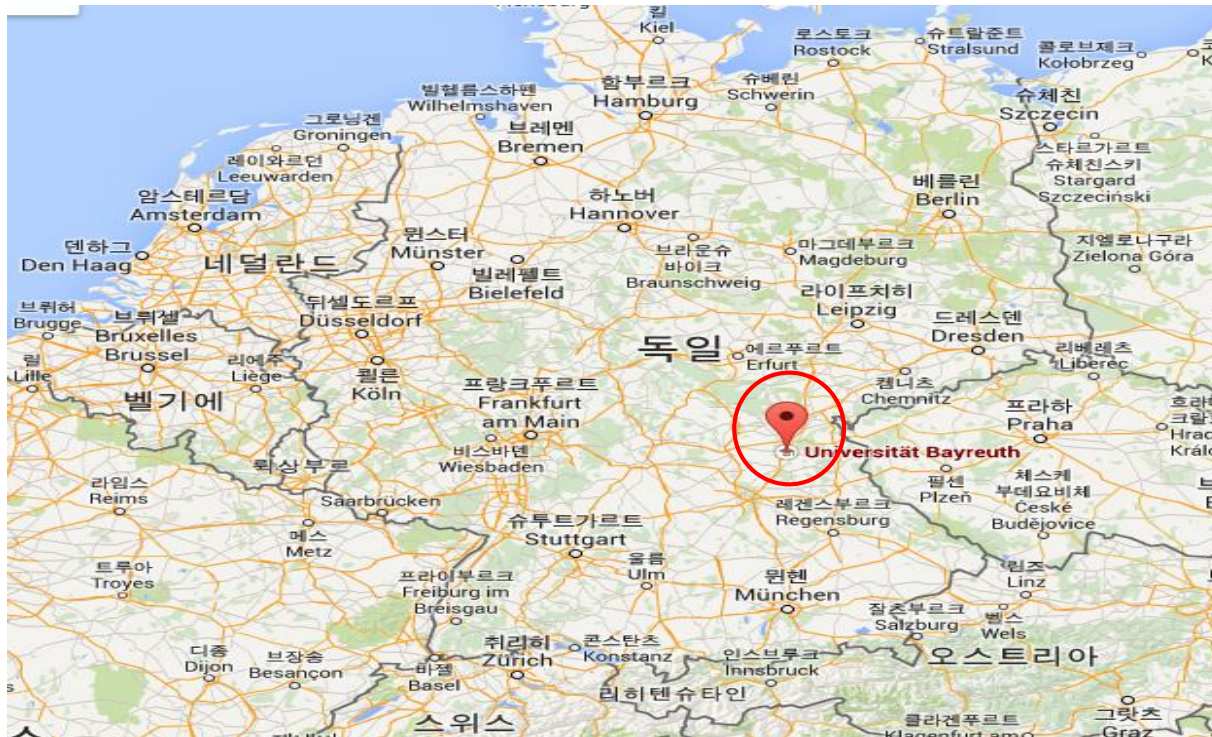 킬
Kiel
로스토크
Rostock
슈트랄준트
Stralsund
콜로브제크
Kołobrzeg
함부르크
Hamburg
슈베린
Schwerin
빌헬름스하펜
Wilhelmshaven
슈체친
Szczecin
그로닝겐
Groningen
브레멘
Bremen
스타르가르트
슈체친스키
Stargard
Szczeciński
레이와르던
Leeuwarden
베를린
Berlin
암스테르담
Amsterdam
하노버
Hannover
뮌스터
Münster
브라운슈
바이크
Braunschweig
마그데부르크
Magdeburg
지엘로나구라
Zielona Góra
덴하그
Den Haag
네덜란드
빌레펠트
Bielefeld
라이프치히
Leipzig
뒤셀도르프
Düsseldorf
브뤼허
Brugge
브뤼셀
Bruxelles
Brussel
드레스덴
Dresden
독일
에르푸르트
Erfurt
리베레츠
Liberec
릴
Lille
리에주
Liège
쾰른
Köln
벨기에
프랑크푸르트
Frankfurt
am Main
켐니츠
Chemnitz
프라하
Praha
비스바덴
Wiesbaden
Universität Bayreuth
룩상부르
라임스
Reims
Saarbrücken
플젠
Plzeň
체스케
부데요비체
České
Budějovice
레겐스부르크
Regensburg
메스
Metz
슈투트가르트
Stuttgart
트루아
Troyes
울름
Ulm
뮌헨
München
린즈
Linz
프라이부르크
Freiburg im
Breisgau
잘츠부르크
Salzburg
벨스
Wels
디종
Dijon
브장송
Besançon
취리히
Zürich
콘스탄츠
Konstanz
인스브루크
Innsbruck
오스트리아
바젤
Basel
리히텐슈타인
스위스
클라겐푸르트
그랏츠
Graz